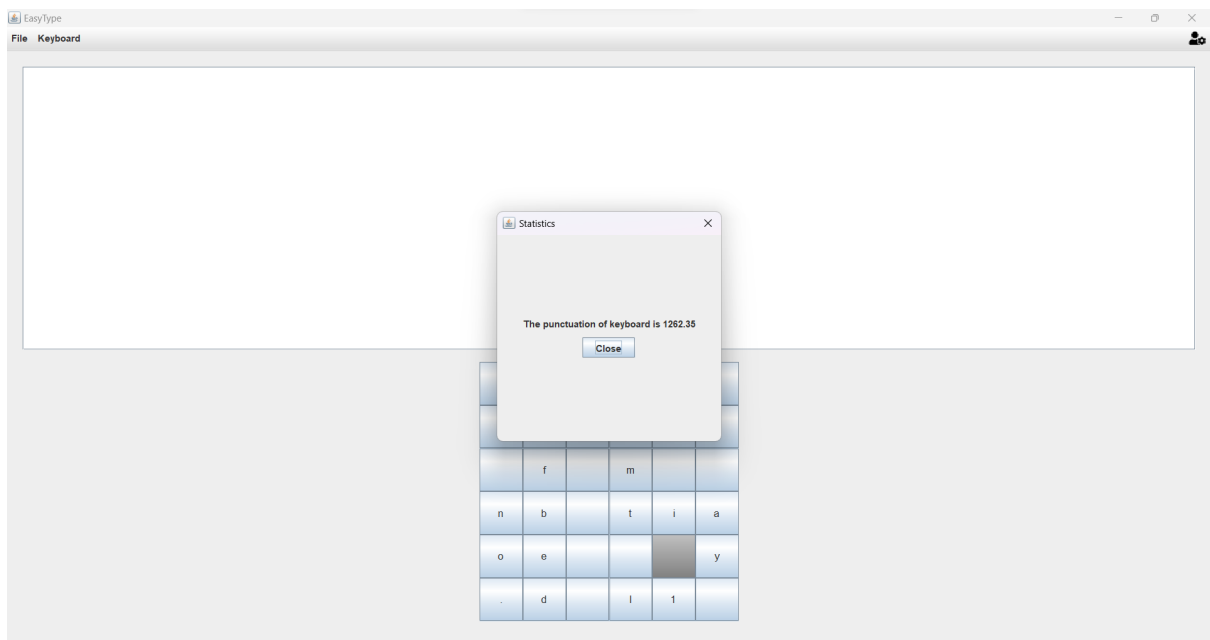 EasyType
File Keyboard
Statistics
The punctuation of keyboard is 1262.35
Close
f m
n b t i a
o e y
. d l 1